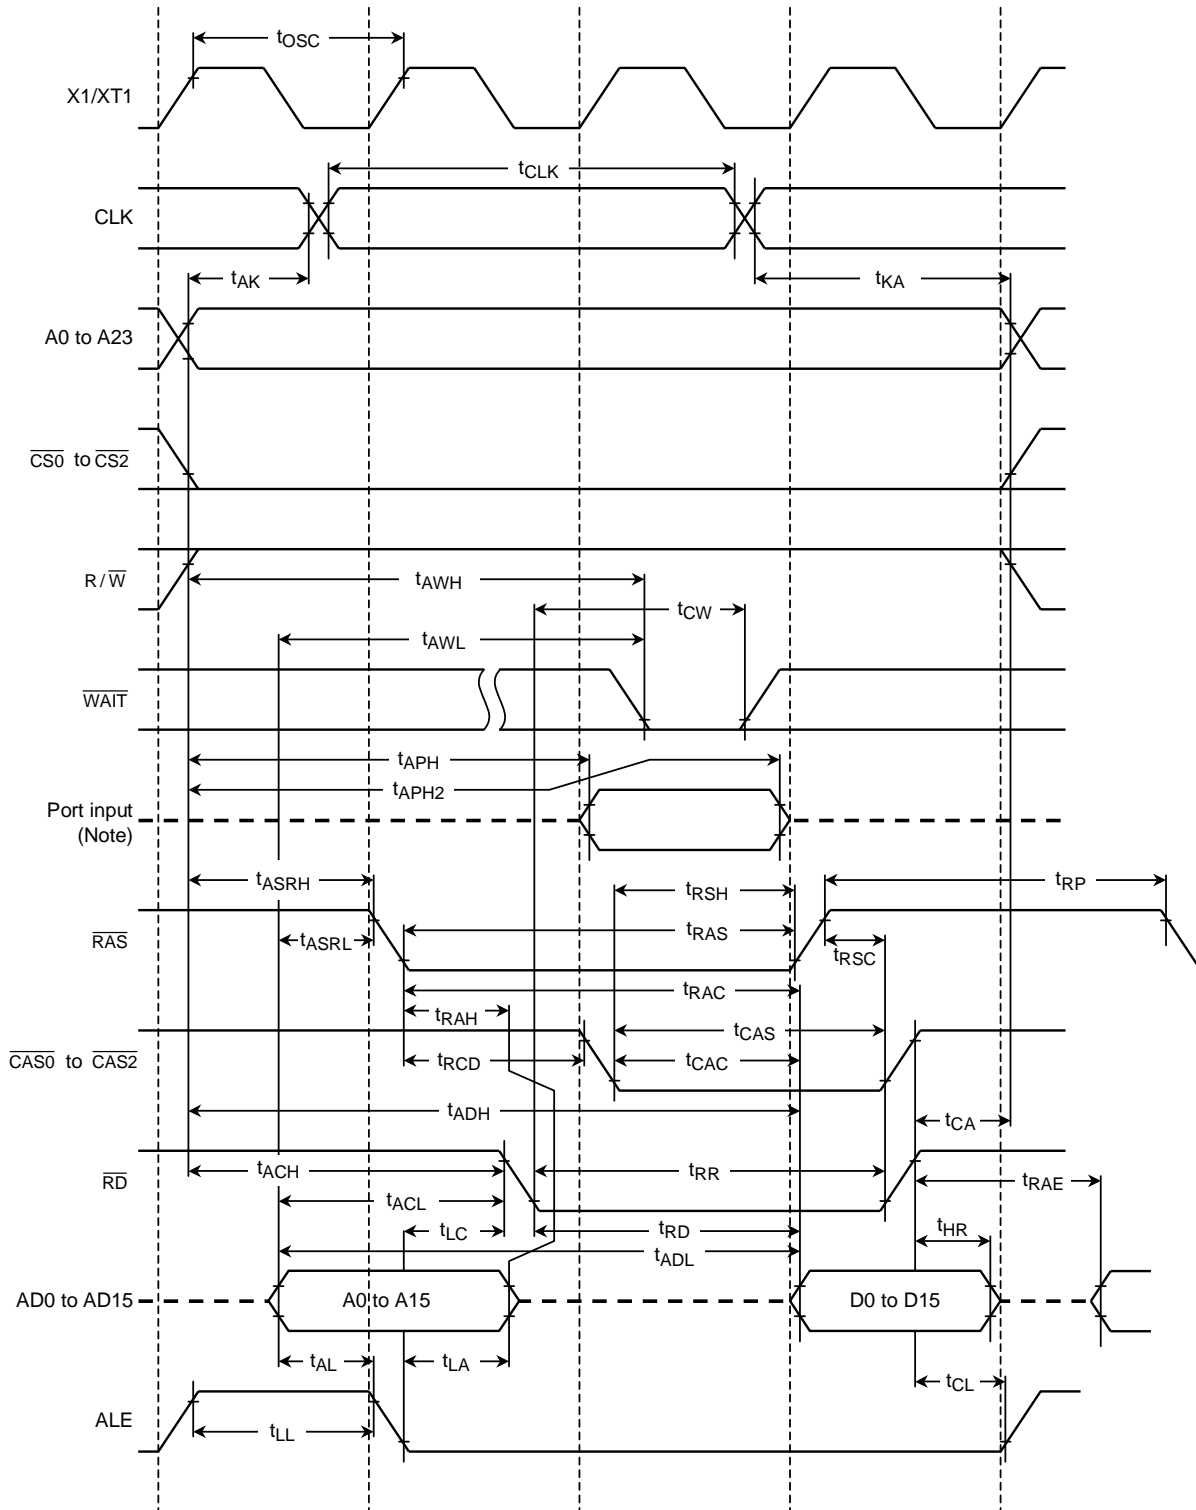 tOSC
X1/XT1
tCLK
CLK
tAK
tKA
A0 to A23
CS0 to CS2
R/W
tAWH
tCW
tAWL
WAIT
tAPH
tAPH2
Port input
(Note)
tASRH
tRSH
tRP
RAS
tASRL
tRAS
tRSC
tRAC
tRAH
tCAS
CAS0 to CAS2
tRCD
tCAC
tADH
tCA
RD
tACH
tRR
tRAE
tACL
tLC
tRD
tHR
tADL
AD0 to AD15
A0 to A15
D0 to D15
tAL
tLA
tCL
ALE
tLL